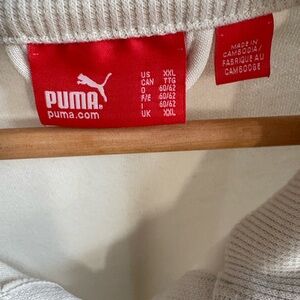 PUMA®
puma.com
US XXL
CAN TTG
D 60/62
F/E 60/62
I 60/62
UK XXL
MADE IN
CAMBODIA/
FABRIQUÉ AU
CAMBODGE